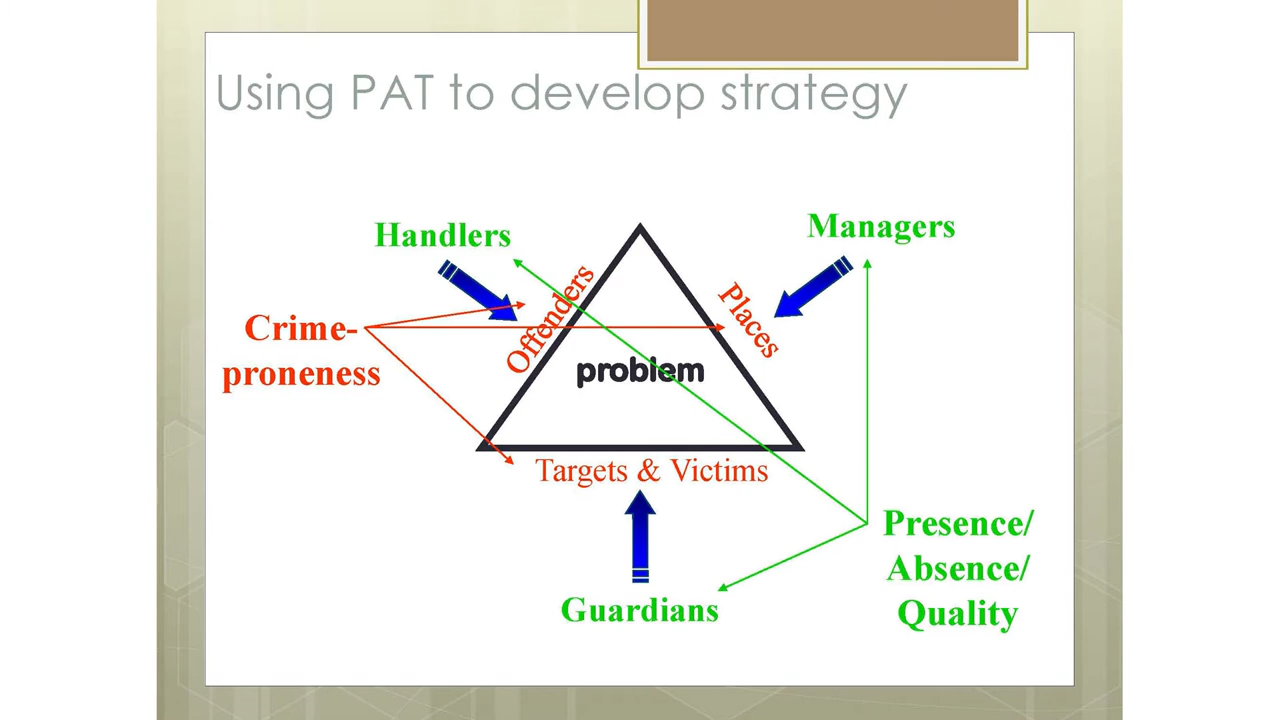 Using PAT to develop strategy
Handlers
Managers
Offenders
Places
Crime-
proneness
problem
Targets & Victims
Presence/
Absence/
Quality
Guardians